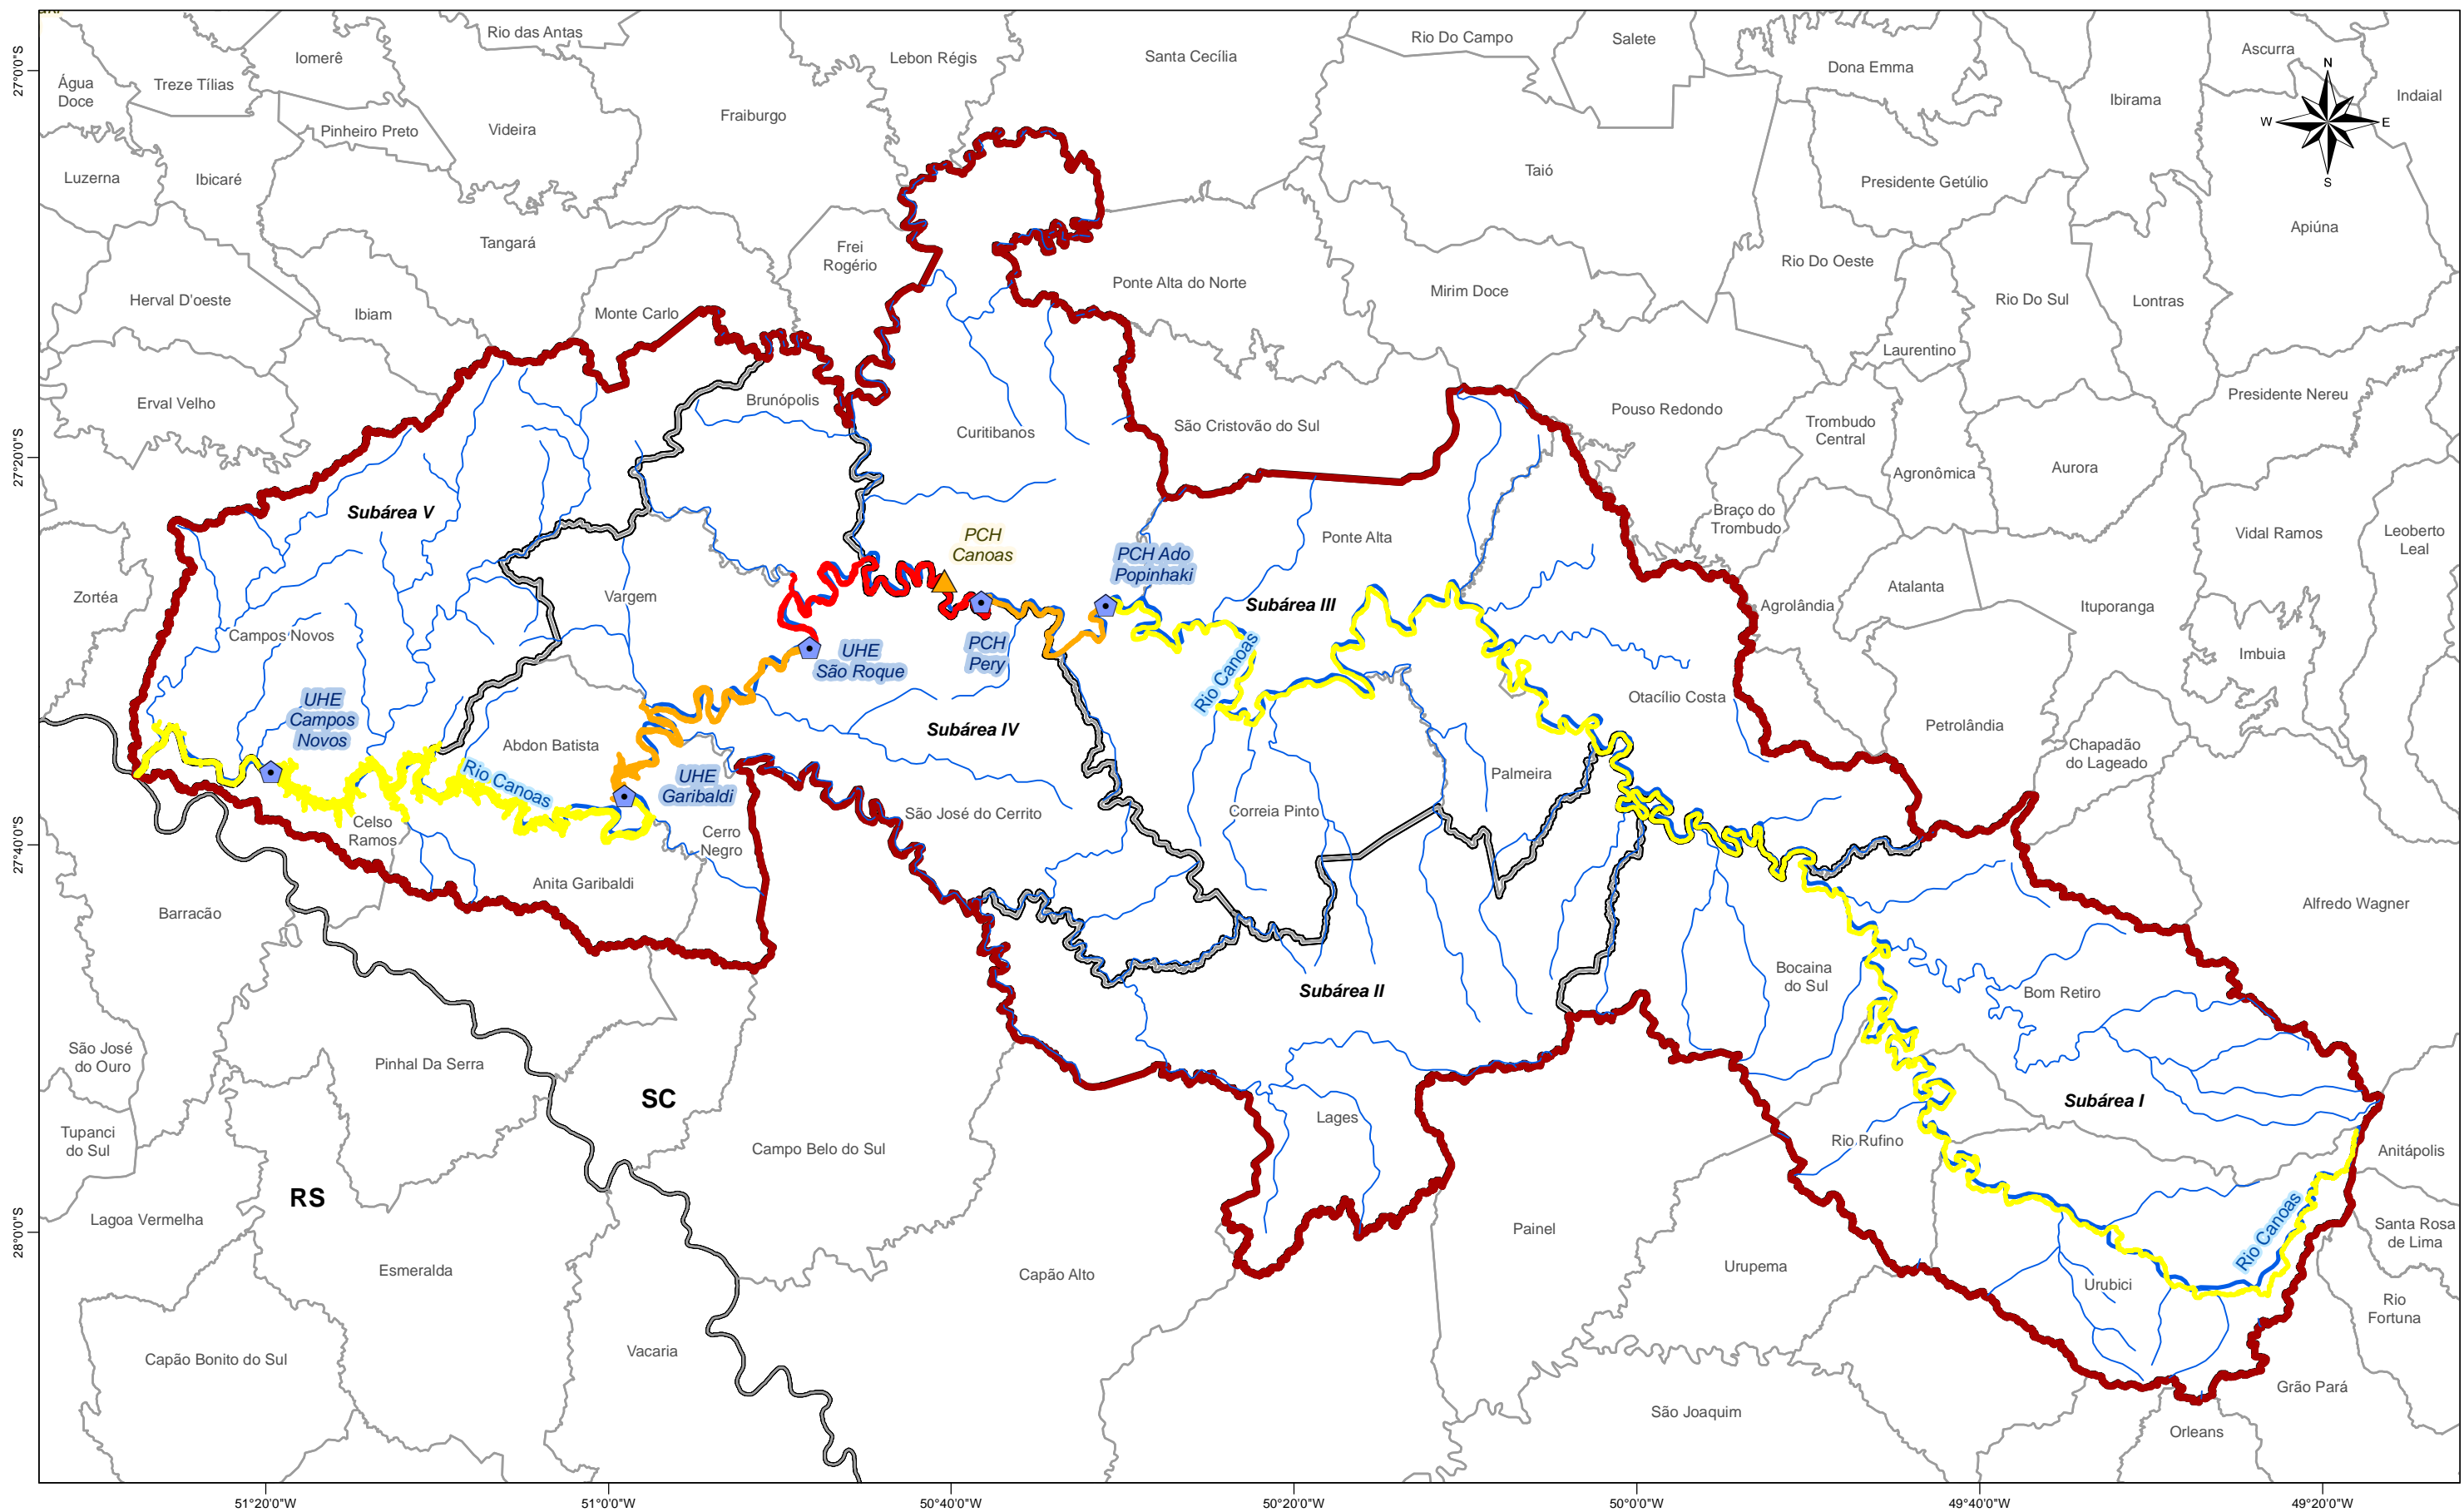 Rio das Antas
Iomerê
Treze Tílias
Água
Doce
Lebon Régis
Santa Cecília
Rio Do Campo
Salete
Dona Emma
Ascurra
Ibirama
Indaial
N
W
E
S
27°0'0"S
Pinheiro Preto
Videira
Fraiburgo
Luzerna
Ibicaré
Taió
Presidente Getúlio
Apiúna
Tangará
Frei
Rogério
Ponte Alta do Norte
Mirim Doce
Rio Do Oeste
Rio Do Sul
Lontras
Herval D'oeste
Ibiam
Monte Carlo
Laurentino
Erval Velho
Brunópolis
Curitibanos
São Cristovão do Sul
Pouso Redondo
Presidente Nereu
Trombudo
Central
Agronômica
Aurora
27°20'0"S
Subárea V
Braço do
Trombudo
Vidal Ramos
Leoberto
Leal
PCH
Canoas
PCH Ado
Popinhaki
Ponte Alta
Zortéa
Vargem
Subárea III
Agrolândia
Atalanta
Ituporanga
Campos Novos
PCH
Pery
UHE
São Roque
Rio Canoas
Imbuia
Otacílio Costa
UHE
Campos
Novos
Subárea IV
Abdon Batista
Petrolândia
Chapadão
do Lageado
Rio Canoas
UHE
Garibaldi
Palmeira
São José do Cerrito
Correia Pinto
Celso
Ramos
Cerro
Negro
27°40'0"S
Anita Garibaldi
Barracão
Alfredo Wagner
Bocaina
do Sul
Bom Retiro
Subárea II
São José
do Ouro
Pinhal Da Serra
SC
Subárea I
Lages
Tupanci
do Sul
Campo Belo do Sul
Rio Rufino
Anitápolis
RS
Lagoa Vermelha
Painel
Rio Canoas
Santa Rosa
de Lima
28°0'0"S
Esmeralda
Capão Alto
Urupema
Urubici
Rio
Fortuna
Capão Bonito do Sul
Vacaria
Grão Pará
São Joaquim
Orleans
51°20'0"W
51°0'0"W
50°40'0"W
50°20'0"W
50°0'0"W
49°40'0"W
49°20'0"W